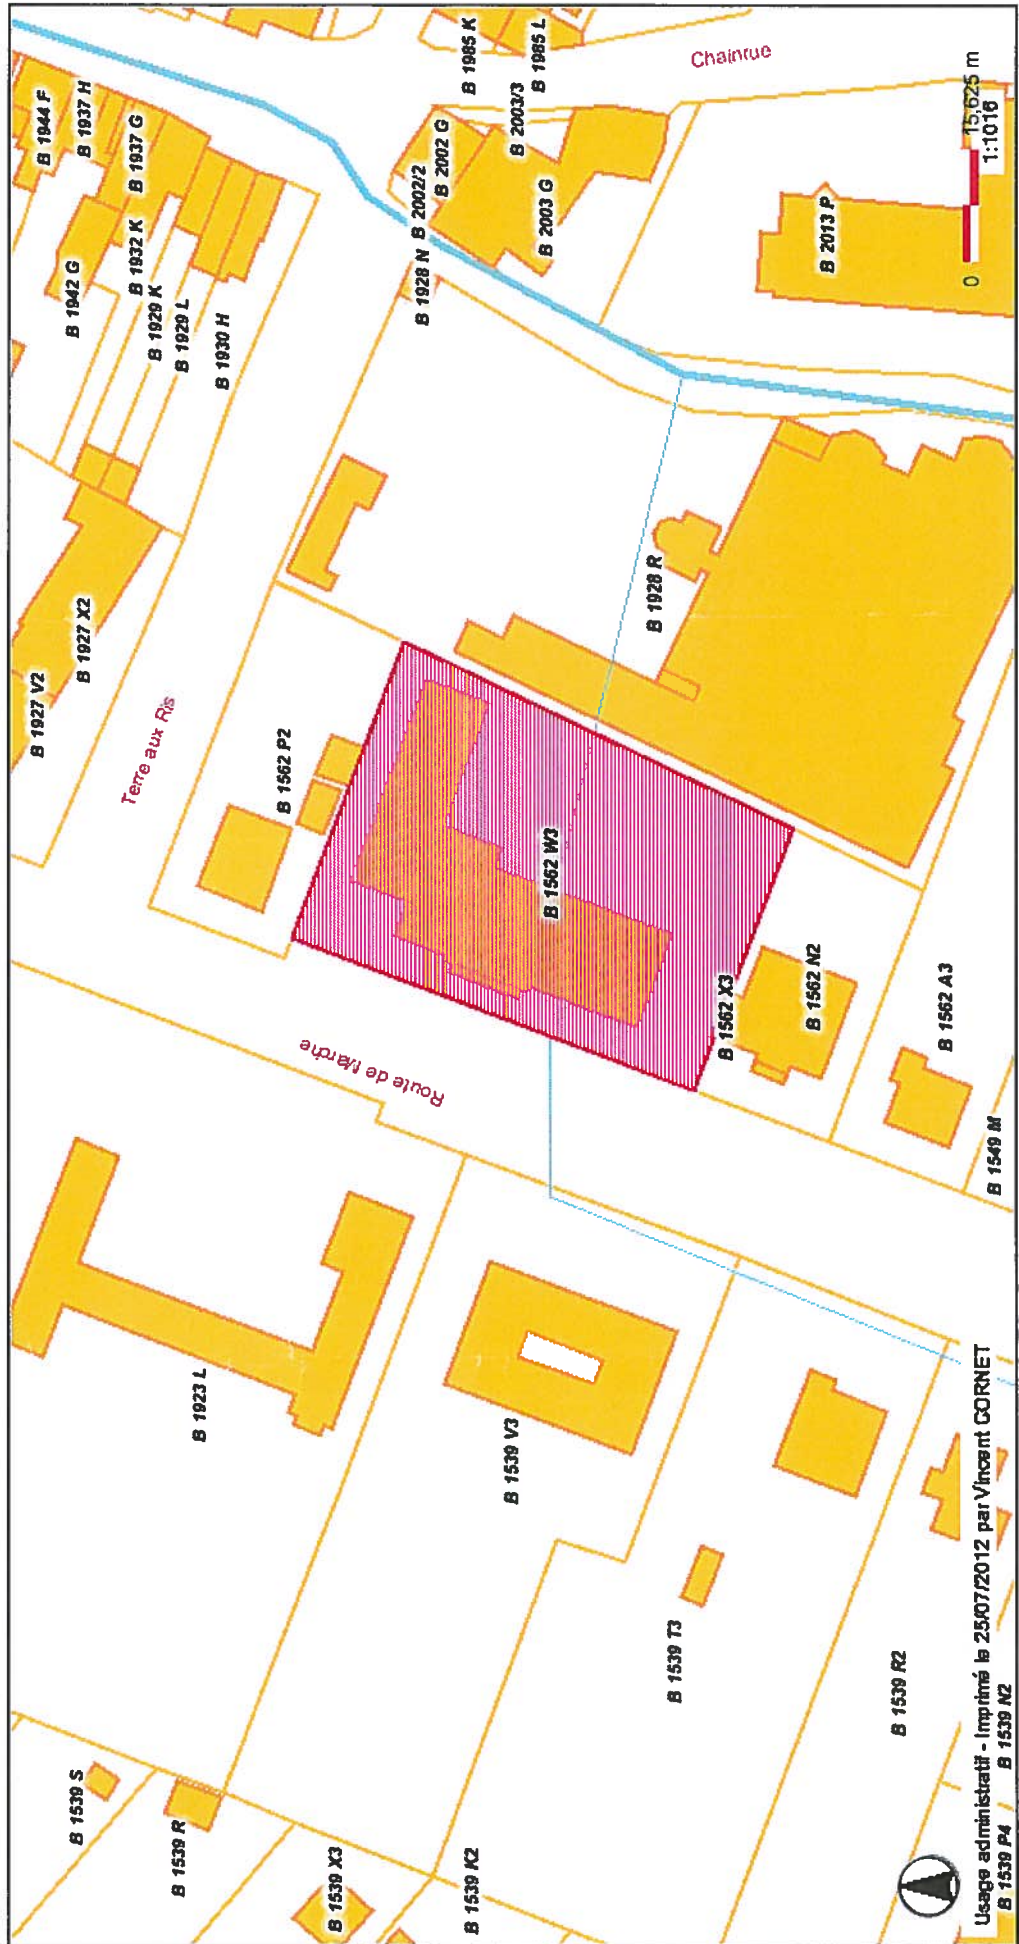 B 1539 S
B 1539 R
B 1539 X3
B 1539 K2
B 1923 L
B 1539 V3
B 1539 T3
B 1539 R2
B 1539 P4
B 1539 N2
B 1927 V2
B 1927 X2
Terre aux Ris
B 1562 P2
Route de Marche
B 1562 W3
B 1562 X3
B 1562 N2
B 1562 A3
B 1549 M
B 1944 F
B 1937 H
B 1937 G
B 1942 G
B 1932 K
B 1929 K
B 1929 L
B 1930 H
B 1928 N
B 2002/2
B 2002 G
B 1985 K
B 1985 L
B 2003/3
B 2003 G
Chainrue
B 2013 P
B 1928 R
0
15,625 m
1:1016
Usage administratif - Imprimé le 25/07/2012 par Vincent CORNET